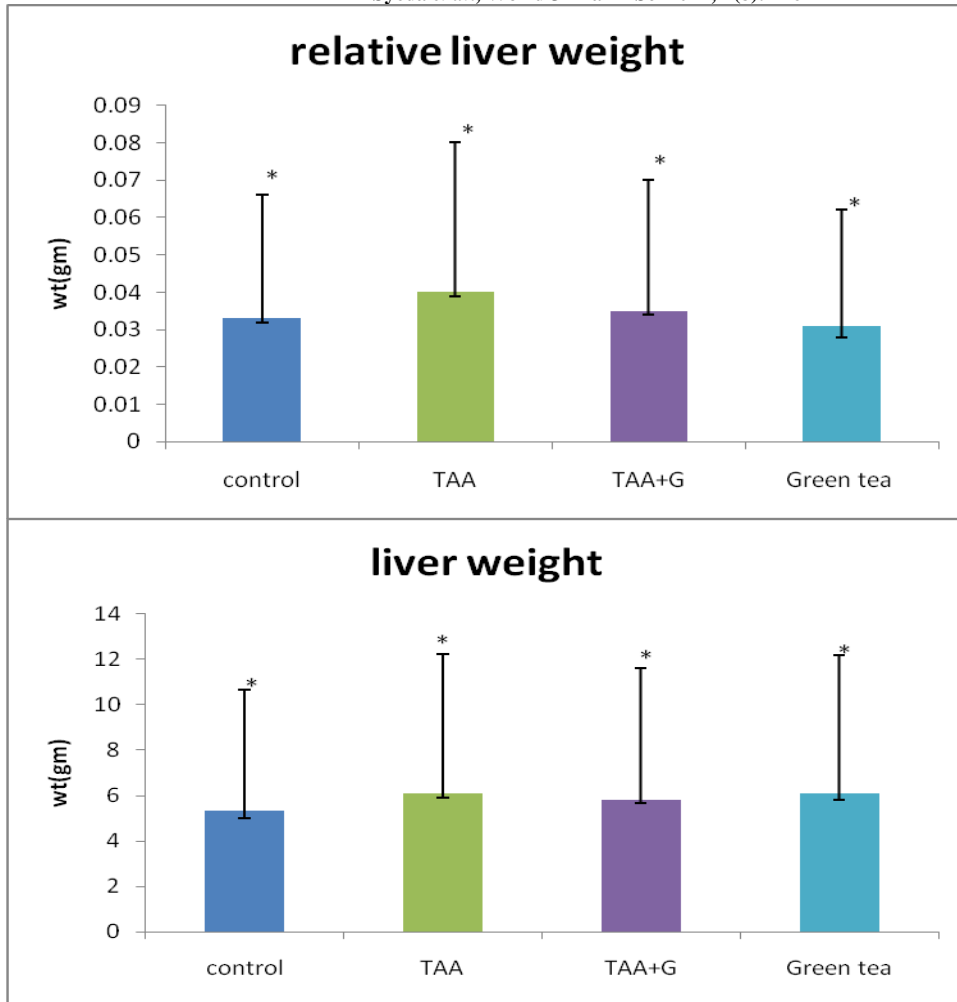 relative liver weight
0.09
0.08
0.07
0.06
0.05
0.04
0.03
0.02
0.01
0
wt(gm)
* * * *
control TAA TAA+G Green tea
liver weight
14
12
10
8
6
4
2
0
wt(gm)
* * * *
control TAA TAA+G Green tea